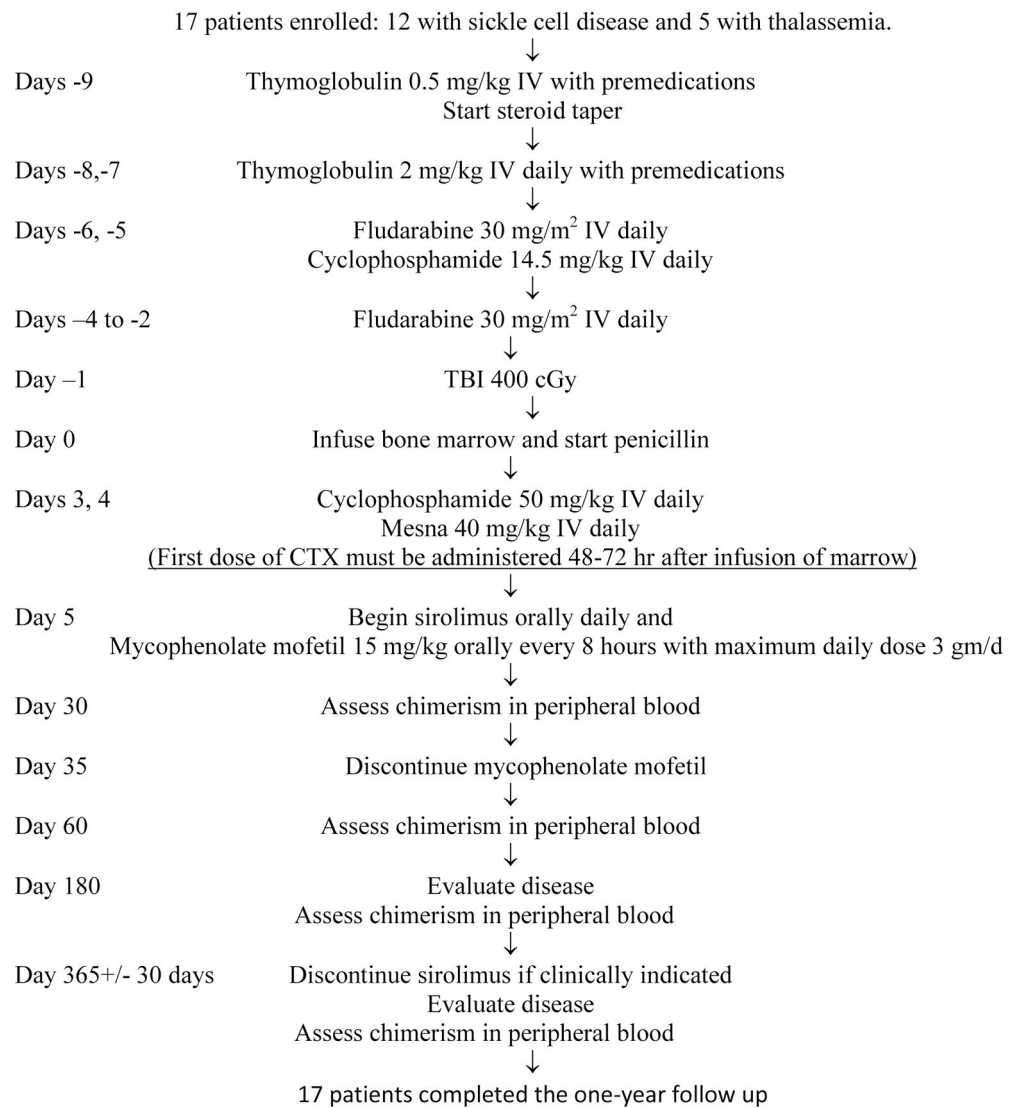 17 patients enrolled: 12 with sickle cell disease and 5 with thalassemia.
↓
Days -9 Thymoglobulin 0.5 mg/kg IV with premedications
Start steroid taper
↓
Days -8,-7 Thymoglobulin 2 mg/kg IV daily with premedications
↓
Days -6, -5 Fludarabine 30 mg/m² IV daily
Cyclophosphamide 14.5 mg/kg IV daily
↓
Days –4 to -2 Fludarabine 30 mg/m² IV daily
↓
Day –1 TBI 400 cGy
↓
Day 0 Infuse bone marrow and start penicillin
↓
Days 3, 4 Cyclophosphamide 50 mg/kg IV daily
Mesna 40 mg/kg IV daily
(First dose of CTX must be administered 48-72 hr after infusion of marrow)
↓
Day 5 Begin sirolimus orally daily and
Mycophenolate mofetil 15 mg/kg orally every 8 hours with maximum daily dose 3 gm/d
↓
Day 30 Assess chimerism in peripheral blood
↓
Day 35 Discontinue mycophenolate mofetil
↓
Day 60 Assess chimerism in peripheral blood
↓
Day 180 Evaluate disease
Assess chimerism in peripheral blood
↓
Day 365+/- 30 days Discontinue sirolimus if clinically indicated
Evaluate disease
Assess chimerism in peripheral blood
↓
17 patients completed the one-year follow up